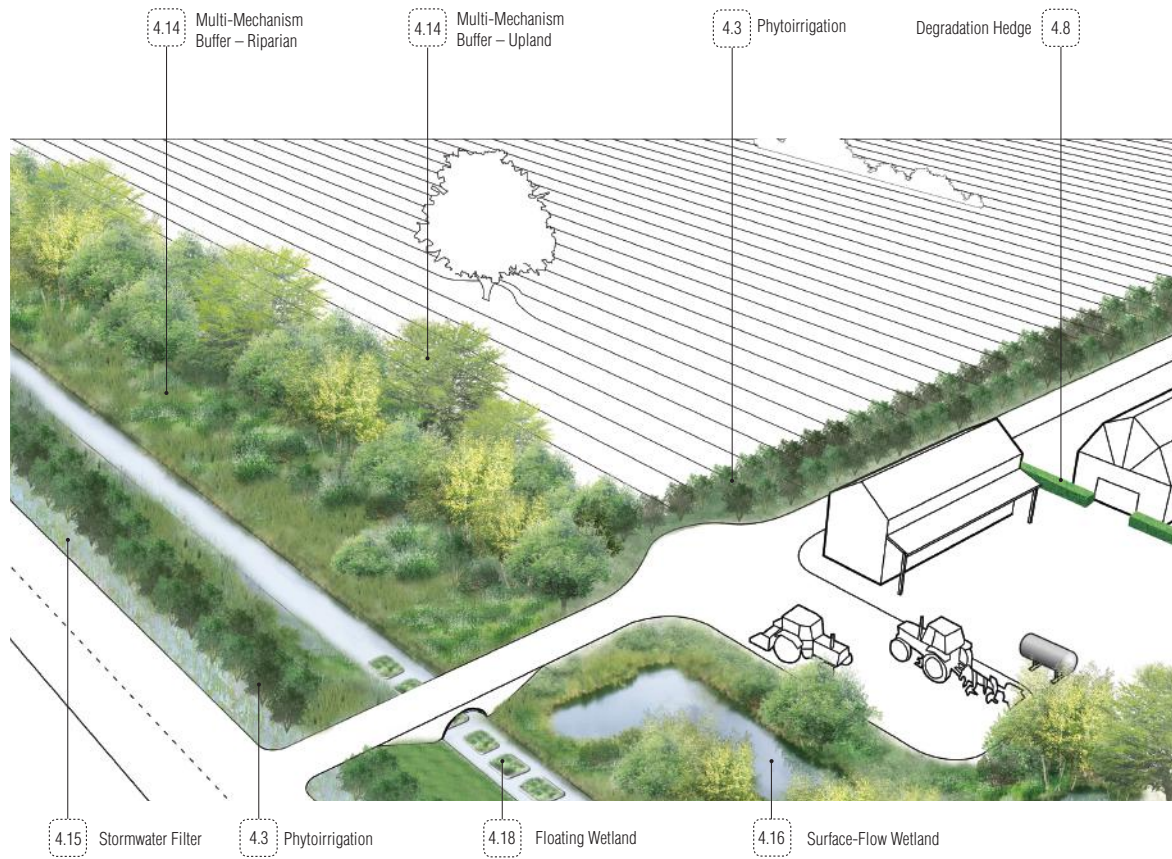 4.14 Multi-Mechanism
Buffer – Riparian
4.14 Multi-Mechanism
Buffer – Upland
4.3 Phytoirrigation
Degradation Hedge 4.8
4.15 Stormwater Filter
4.3 Phytoirrigation
4.18 Floating Wetland
4.16 Surface-Flow Wetland